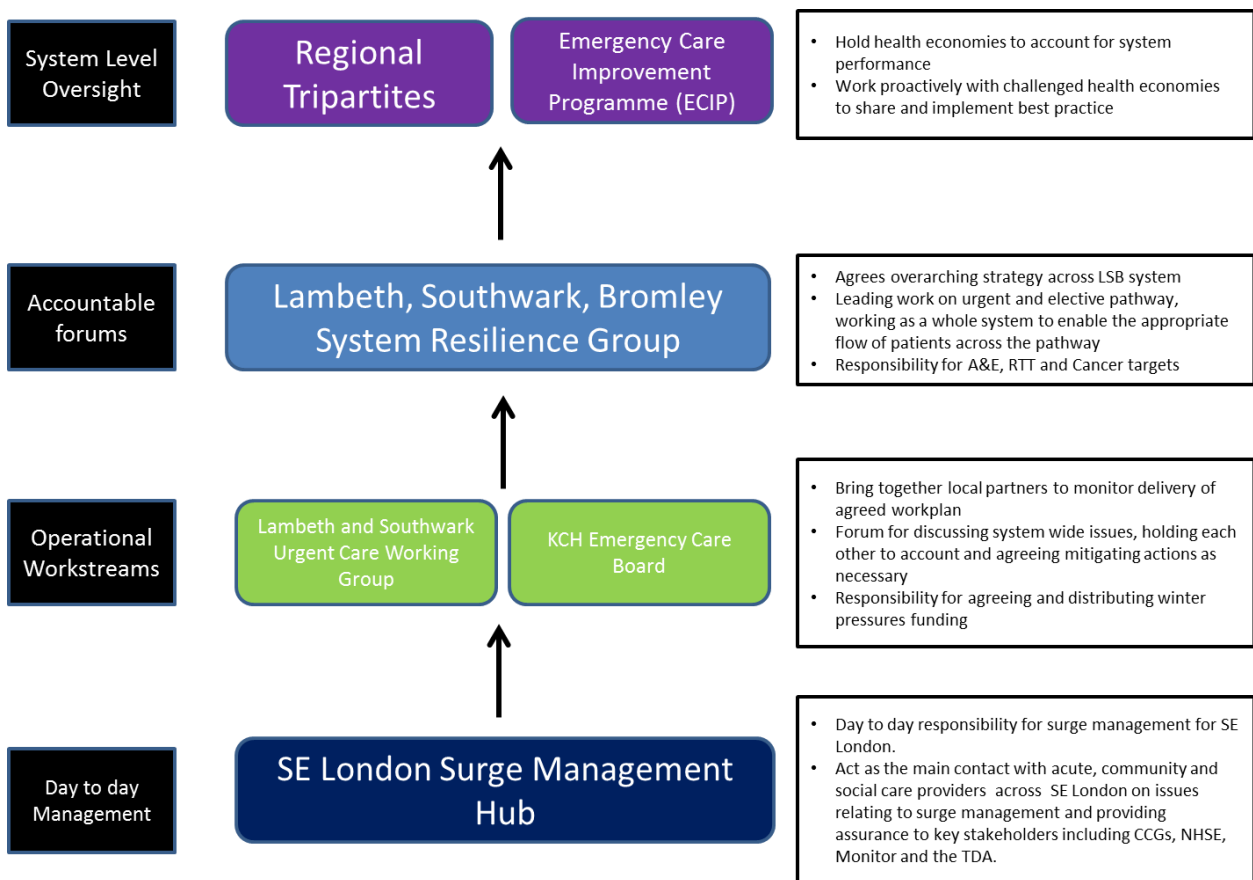 System Level
Oversight
Regional
Tripartites
Emergency Care
Improvement
Programme (ECIP)
• Hold health economies to account for system
performance
• Work proactively with challenged health economies
to share and implement best practice
Accountable
forums
Lambeth, Southwark, Bromley
System Resilience Group
• Agrees overarching strategy across LSB system
• Leading work on urgent and elective pathway,
working as a whole system to enable the appropriate
flow of patients across the pathway
• Responsibility for A&E, RTT and Cancer targets
Operational
Workstreams
Lambeth and Southwark
Urgent Care Working
Group
KCH Emergency Care
Board
• Bring together local partners to monitor delivery of
agreed workplan
• Forum for discussing system wide issues, holding each
other to account and agreeing mitigating actions as
necessary
• Responsibility for agreeing and distributing winter
pressures funding
Day to day
Management
SE London Surge Management
Hub
• Day to day responsibility for surge management for SE
London.
• Act as the main contact with acute, community and
social care providers across SE London on issues
relating to surge management and providing
assurance to key stakeholders including CCGs, NHSE,
Monitor and the TDA.